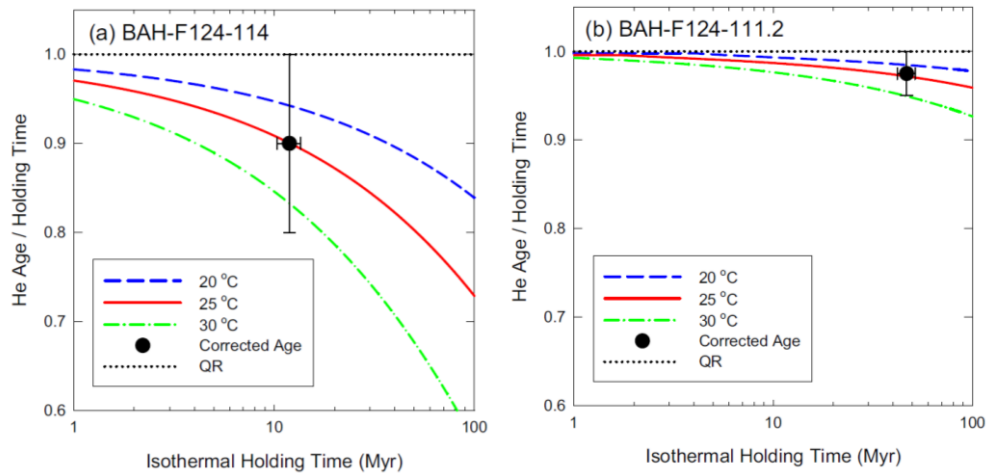 (a) BAH-F124-114
He Age / Holding Time
1.0
0.9
0.8
0.7
0.6
20 °C
25 °C
30 °C
Corrected Age
QR
1
10
100
Isothermal Holding Time (Myr)
(b) BAH-F124-111.2
He Age / Holding Time
1.0
0.9
0.8
0.7
0.6
20 °C
25 °C
30 °C
Corrected Age
QR
1
10
100
Isothermal Holding Time (Myr)